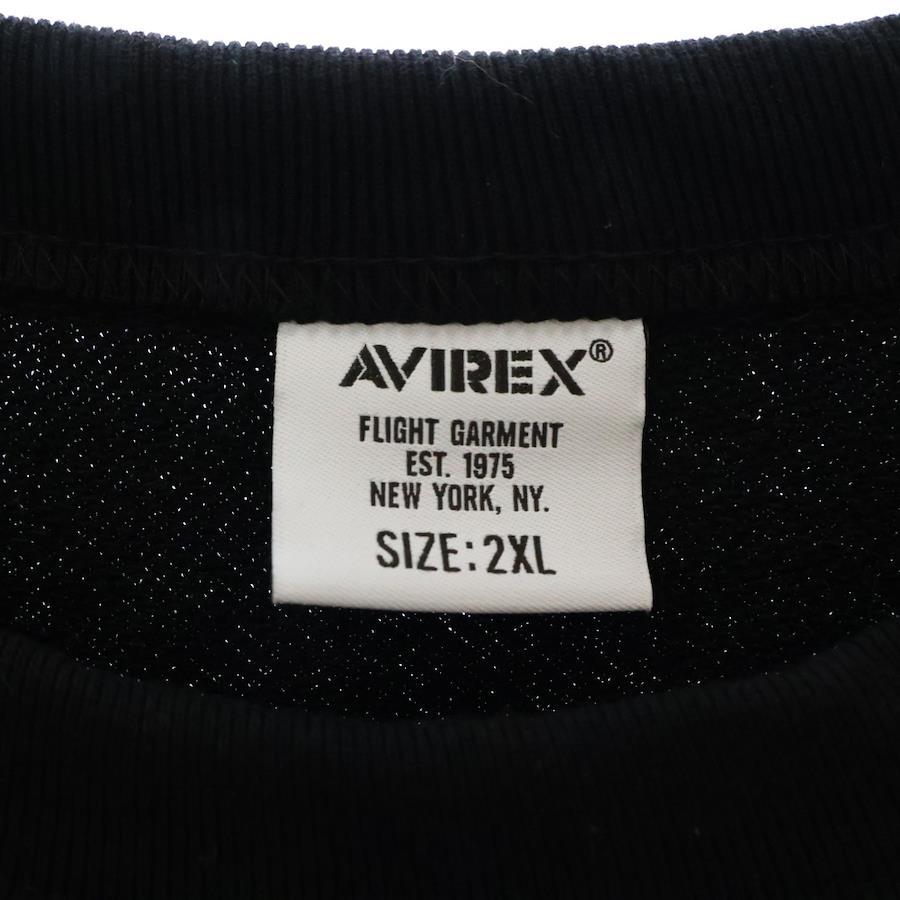 AVIREX®
FLIGHT GARMENT
EST. 1975
NEW YORK, NY.
SIZE: 2XL